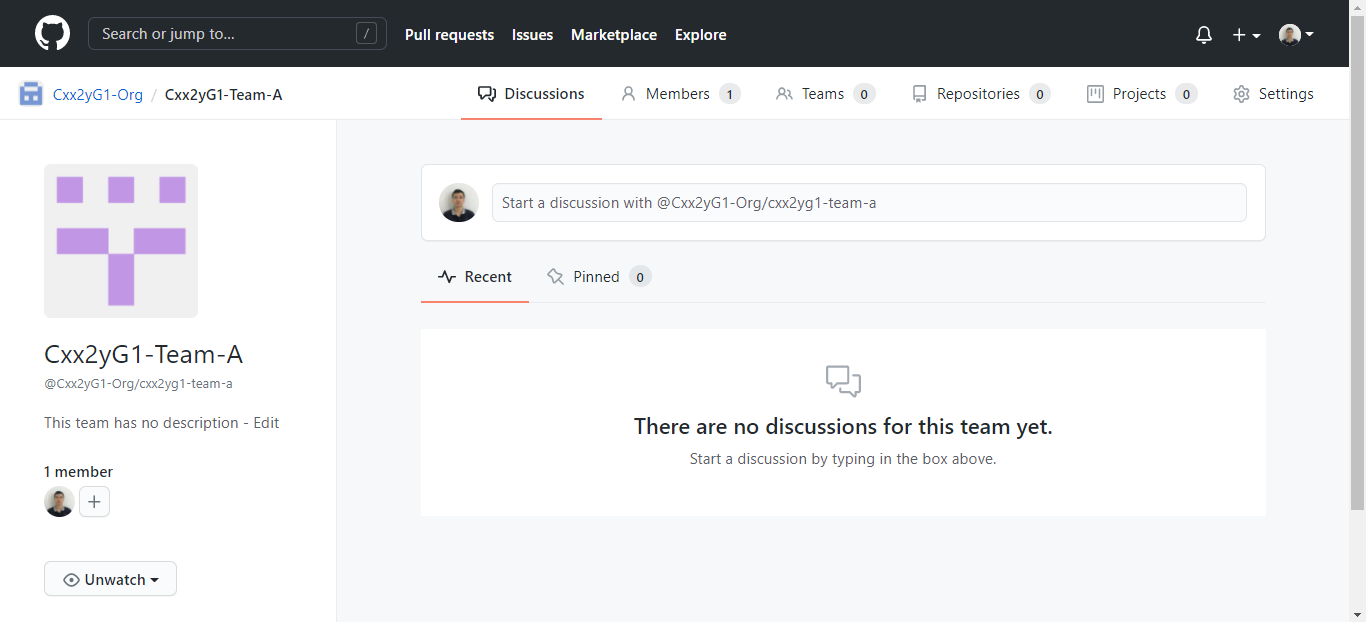 Search or jump to... /
Pull requests Issues Marketplace Explore
Cxx2yG1-Org / Cxx2yG1-Team-A
Discussions Members 1 Teams 0 Repositories 0 Projects 0 Settings
Cxx2yG1-Team-A
@Cxx2yG1-Org/cxx2yg1-team-a
This team has no description - Edit
1 member
Unwatch
Start a discussion with @Cxx2yG1-Org/cxx2yg1-team-a
Recent Pinned 0
There are no discussions for this team yet.
Start a discussion by typing in the box above.